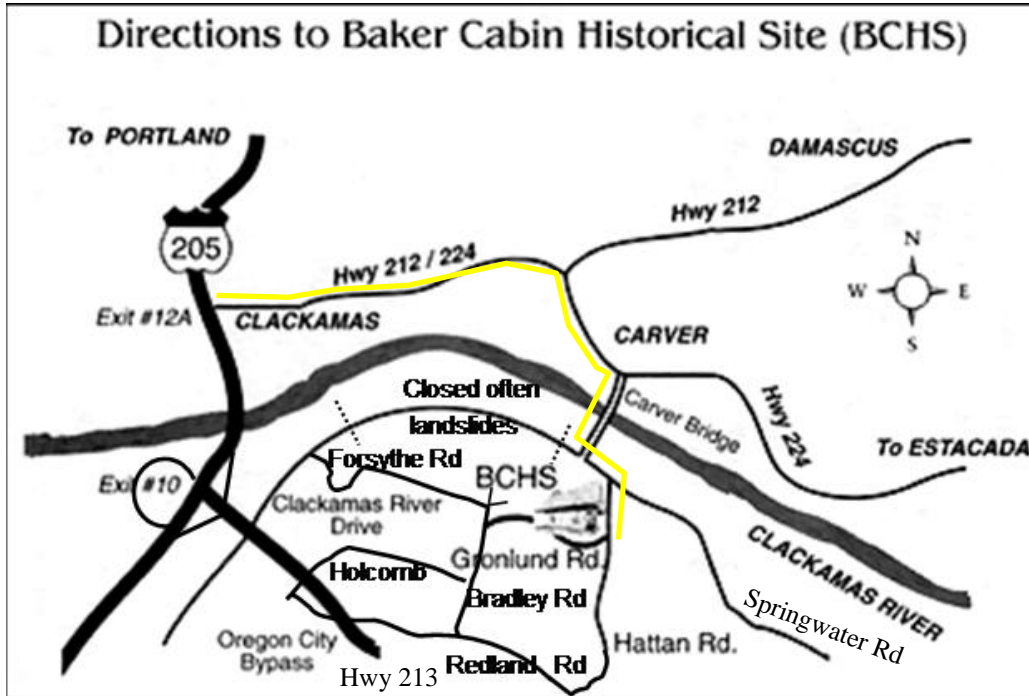 Directions to Baker Cabin Historical Site (BCHS)
To PORTLAND
DAMASCUS
Hwy 212
205
Hwy 212 / 224
N
W E
S
Exit #12A
CLACKAMAS
CARVER
Closed often
landslides
Carver Bridge
Hwy 224
To ESTACADA
Forsythe Rd
BCHS
Exit #10
Clackamas River
Drive
Gronlund Rd.
CLACKAMAS RIVER
Holcomb
Bradley Rd
Springwater Rd
Oregon City
Bypass
Hattan Rd.
Hwy 213
Redland Rd